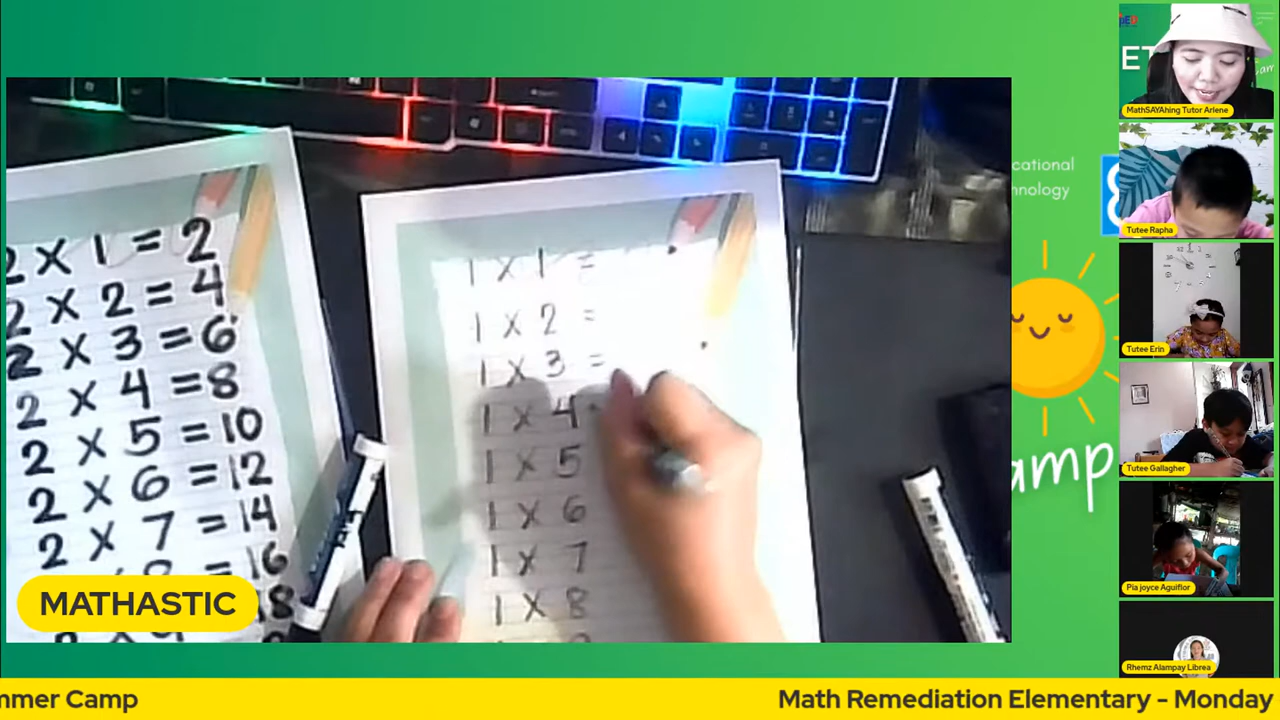 2 X 1 = 2
2 X 2 = 4
2 X 3 = 6
2 X 4 = 8
2 X 5 = 10
2 X 6 = 12
2 X 7 = 14
= 16
18
1 X 1 =
1 X 2 =
1 X 3 =
1 X 4
1 X 5
1 X 6
1 X 7
1 X 8
MATHASTIC
cational
hnology
amp
ET
MathSAYAhing Tutor Arlene
Tutee Rapha
Tutee Erin
Tutee Gallagher
Pia joyce Aguiflor
Rhemz Alampay Librea
mmer Camp
Math Remediation Elementary - Monday